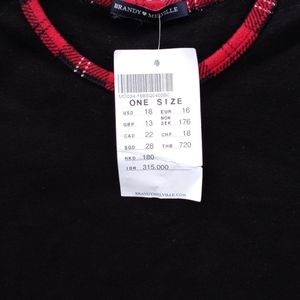 BRANDY♥MELVILLE
ONE SIZE
USD 18 EUR 16
GBP 13 NOK SEK 176
CAD 22 CHF 18
SGD 28 THB 720
HKD 180
IDR 315.000
BRANDYMELVILLE.COM